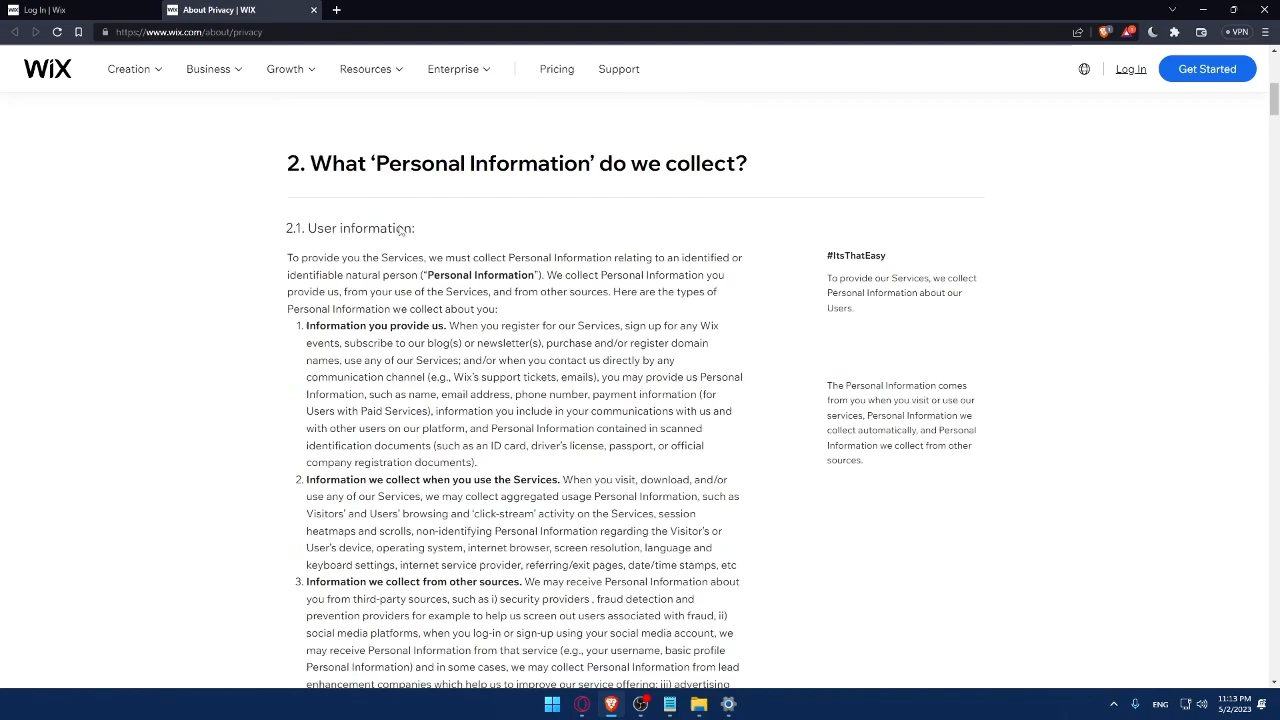 Log In | Wix
About Privacy | WIX
https://www.wix.com/about/privacy
VPN
WiX
Creation
Business
Growth
Resources
Enterprise
Pricing
Support
Log In
Get Started
2. What ‘Personal Information’ do we collect?
2.1. User information:
To provide you the Services, we must collect Personal Information relating to an identified or
identifiable natural person (“Personal Information”). We collect Personal Information you
provide us, from your use of the Services, and from other sources. Here are the types of
Personal Information we collect about you:
1. Information you provide us. When you register for our Services, sign up for any Wix
events, subscribe to our blog(s) or newsletter(s), purchase and/or register domain
names, use any of our Services; and/or when you contact us directly by any
communication channel (e.g., Wix’s support tickets, emails), you may provide us Personal
Information, such as name, email address, phone number, payment information (for
Users with Paid Services), information you include in your communications with us and
with other users on our platform, and Personal Information contained in scanned
identification documents (such as an ID card, driver’s license, passport, or official
company registration documents).
2. Information we collect when you use the Services. When you visit, download, and/or
use any of our Services, we may collect aggregated usage Personal Information, such as
Visitors’ and Users’ browsing and ‘click-stream’ activity on the Services, session
heatmaps and scrolls, non-identifying Personal Information regarding the Visitor’s or
User’s device, operating system, internet browser, screen resolution, language and
keyboard settings, internet service provider, referring/exit pages, date/time stamps, etc
3. Information we collect from other sources. We may receive Personal Information about
you from third-party sources, such as i) security providers , fraud detection and
prevention providers for example to help us screen out users associated with fraud, ii)
social media platforms, when you log-in or sign-up using your social media account, we
may receive Personal Information from that service (e.g., your username, basic profile
Personal Information) and in some cases, we may collect Personal Information from lead
enhancement companies which help us to improve our service offering; iii) advertising
#ItsThatEasy
To provide our Services, we collect
Personal Information about our
Users.
The Personal Information comes
from you when you visit or use our
services, Personal Information we
collect automatically, and Personal
Information we collect from other
sources.
ENG
11:13 PM
5/2/2023